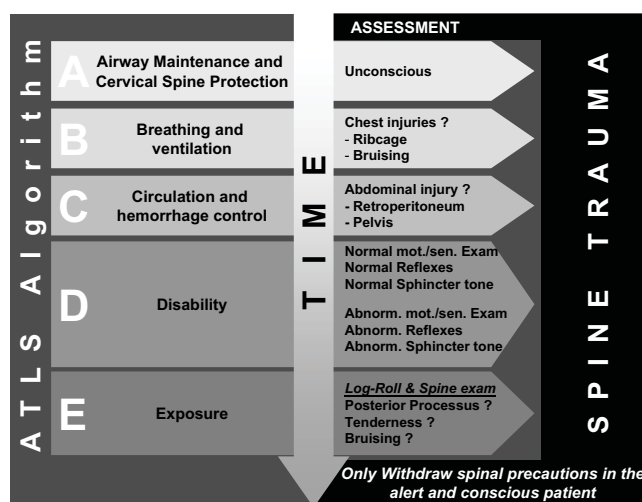 ATLS Algorithm
ASSESSMENT
A
Airway Maintenance and
Cervical Spine Protection
Unconscious
B
Breathing and
ventilation
Chest injuries ?
- Ribcage
- Bruising
C
Circulation and
hemorrhage control
Abdominal injury ?
- Retroperitoneum
- Pelvis
D
Disability
Normal mot./sen. Exam
Normal Reflexes
Normal Sphincter tone
Abnorm. mot./sen. Exam
Abnorm. Reflexes
Abnorm. Sphincter tone
E
Exposure
Log-Roll & Spine exam
Posterior Processus ?
Tenderness ?
Bruising ?
TIME
SPINE TRAUMA
Only Withdraw spinal precautions in the
alert and conscious patient